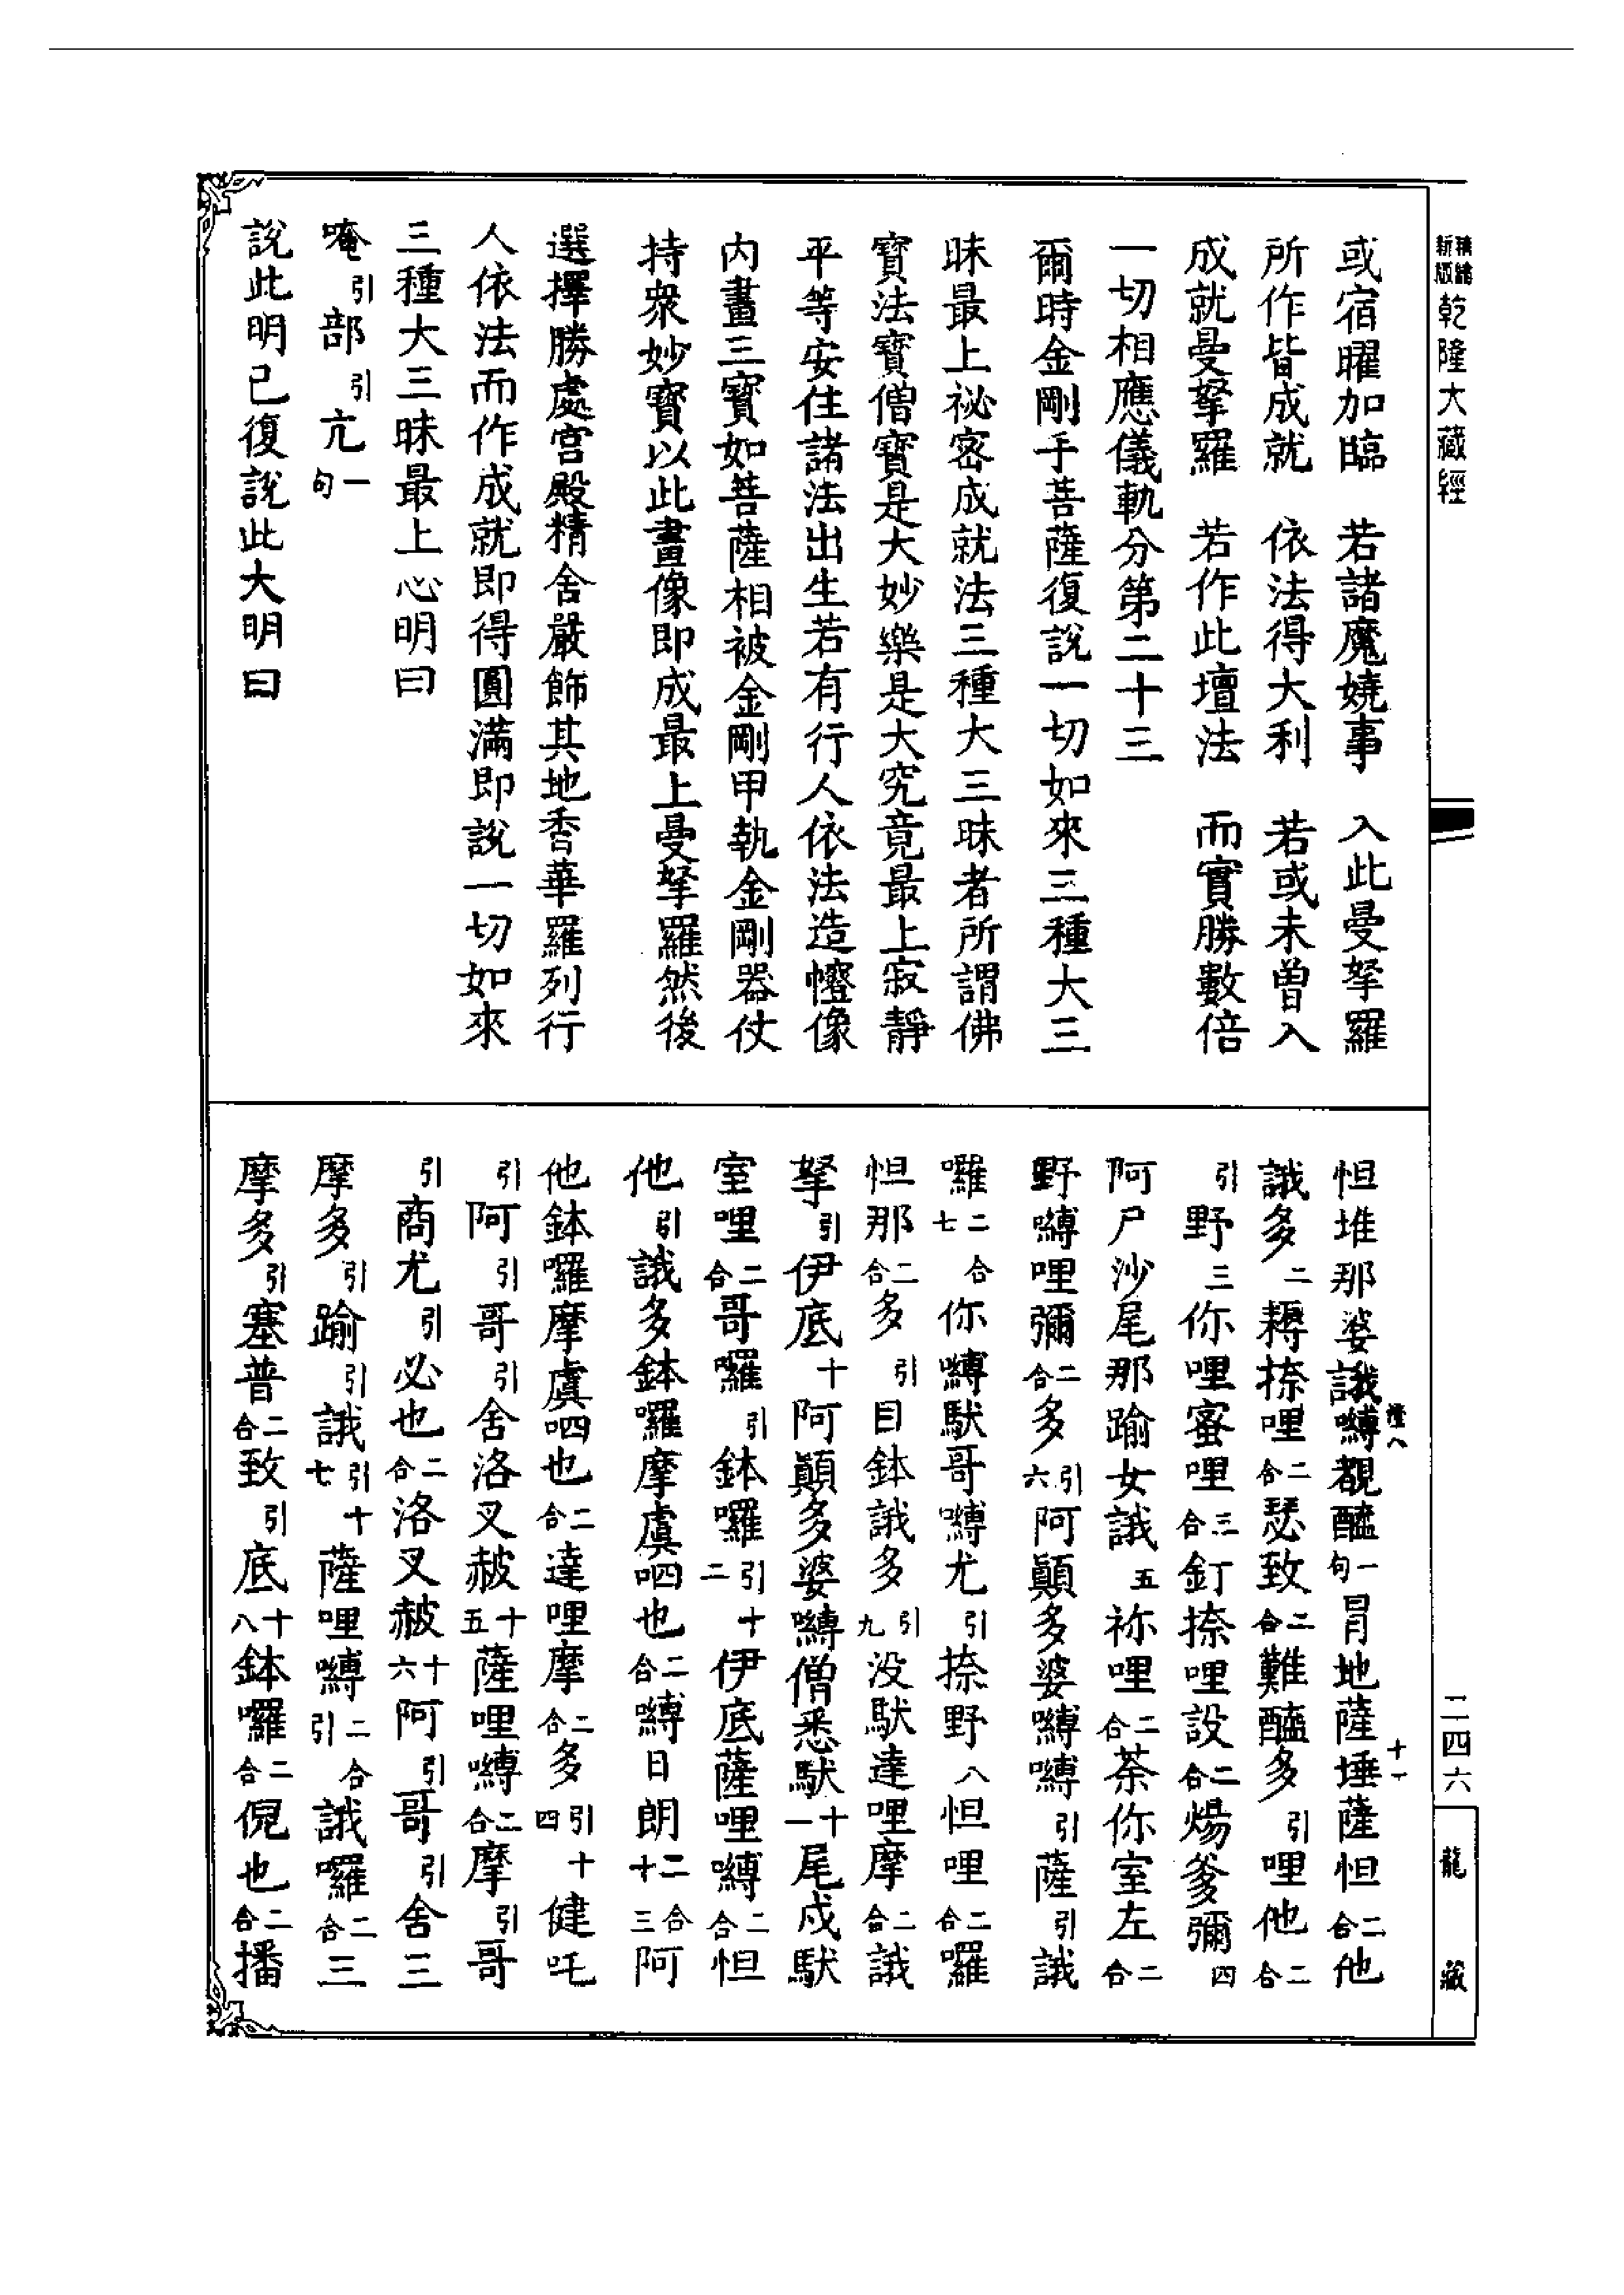 新編縮版
乾隆大藏經
或宿曜加臨　若諸魔嬈事　入此曼拏羅
所作皆成就　依法得大利　若或未曾入
成就曼拏羅　若作此壇法　而實勝數倍
一切相應儀軌分第二十三
爾時金剛手菩薩復說一切如來三種大三
昧最上祕密成就法三種大三昧者所謂佛
寶法寶僧寶是大妙樂是大究竟最上寂靜
平等安住諸法出生若有行人依法造㡧像
內畫三寶如菩薩相被金剛甲執金剛器仗
持衆妙寶以此畫像即成最上曼拏羅然後
選擇勝處宮殿精舍嚴飾其地香華羅列行
人依法而作成就即得圓滿即說一切如來
三種大三昧最上心明曰
唵引部引亢一句
說此明已復說此大明曰
怛堆那婆誐嚩覩醯一句冒地薩埵薩怛二合他
誐多二耨捺哩二合瑟致二合難醯多引哩他二合
引野三你哩蜜哩三合釘捺哩設二合煬爹彌四
阿尸沙尾那踰女誐五祢哩二合荼你室左二合
野嚩哩彌二合多引六阿顛多婆嚩嚩引薩引誐
囉二合七你嚩馱哥嚩尤引捺野八怛哩二合囉
怛那二合多引目鉢誐多引九没馱達哩摩二合誐
拏引伊底十阿顛多婆嚩僧悉馱十一尾戍馱
室哩二合哥囉引鉢囉引十二伊底薩哩嚩二合怛
他引誐多鉢囉摩虞呬也二合嚩日朗二合十三阿
他鉢囉摩虞呬也二合達哩摩二合多引十四健吒
引阿引哥引舍洛叉赧十五薩哩嚩二合摩引哥
引商尤引必也二合洛叉赧十六阿引哥引舍三
摩多引踰引誐引十七薩哩嚩二合引誐囉二合三
摩多引塞普二合致引底十八鉢囉二合倪也二合播
二四六
龍
藏